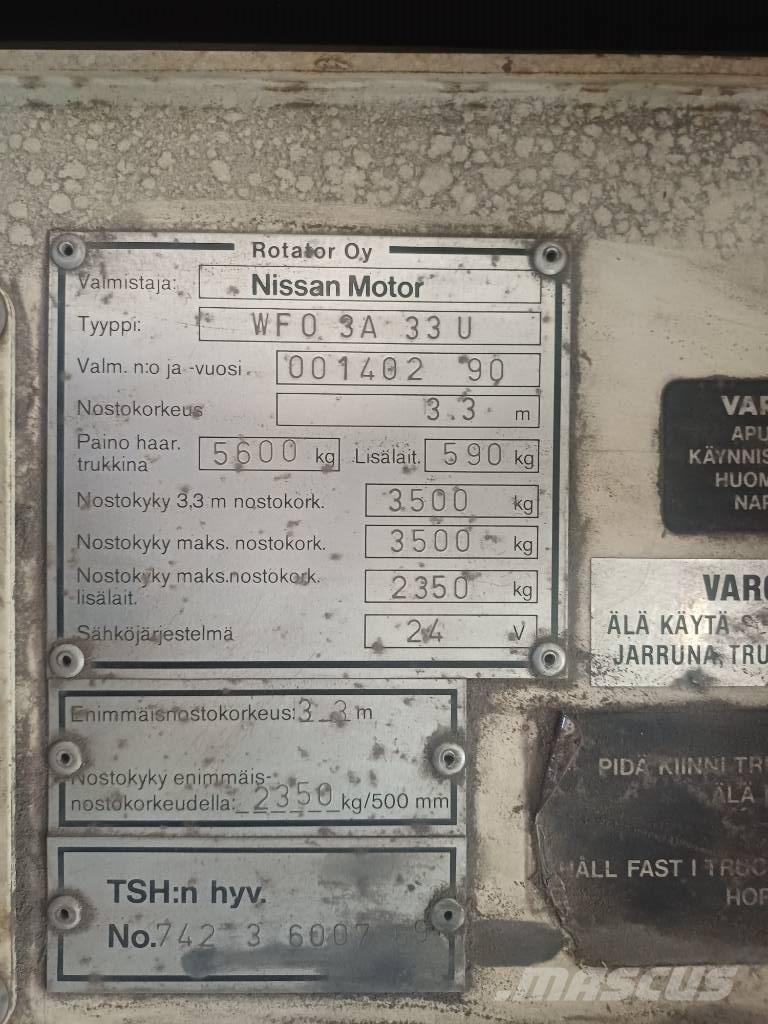 Rotator Oy
Valmistaja: Nissan Motor
Tyyppi: WF0 3A 33 U
Valm. n:o ja -vuosi 001402 90
Nostokorkeus 3.3 m
Paino haar. trukkina 5600 kg Lisälait. 590 kg
Nostokyky 3,3 m nostokork. 3500 kg
Nostokyky maks. nostokork. 3500 kg
Nostokyky maks.nostokork. lisälait. 2350 kg
Sähköjärjestelmä 24 V
Enimmäisnostokorkeus: 3.3 m
Nostokyky enimmäis-
nostokorkeudella: 2350 kg/500 mm
TSH:n hyv.
No. 742 3 6007
VAR
APU
KÄYNNIS
HUOM
NAP
VARO
ÄLÄ KÄYTÄ
JARRUNA, TRU
PIDÄ KIINNI TR
ÄLÄ
HÅLL FAST I TRUC
HOP
MASCUS